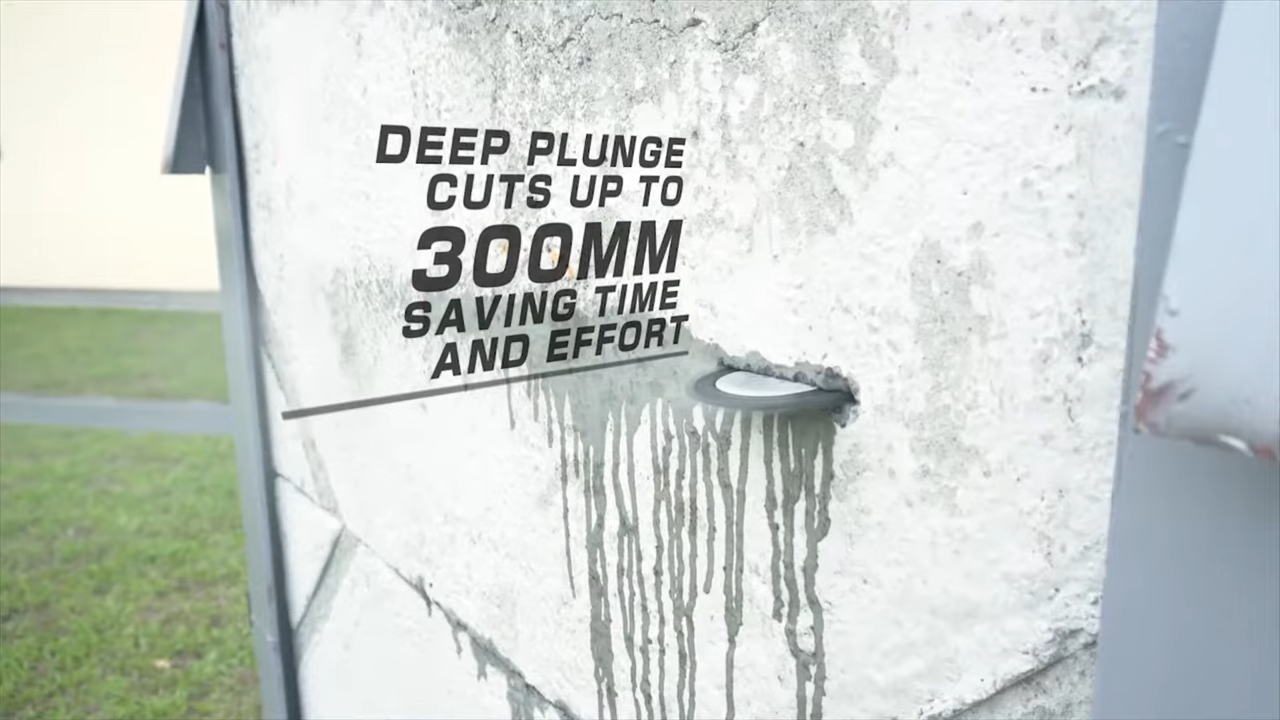 DEEP PLUNGE
CUTS UP TO
300MM
SAVING TIME
AND EFFORT